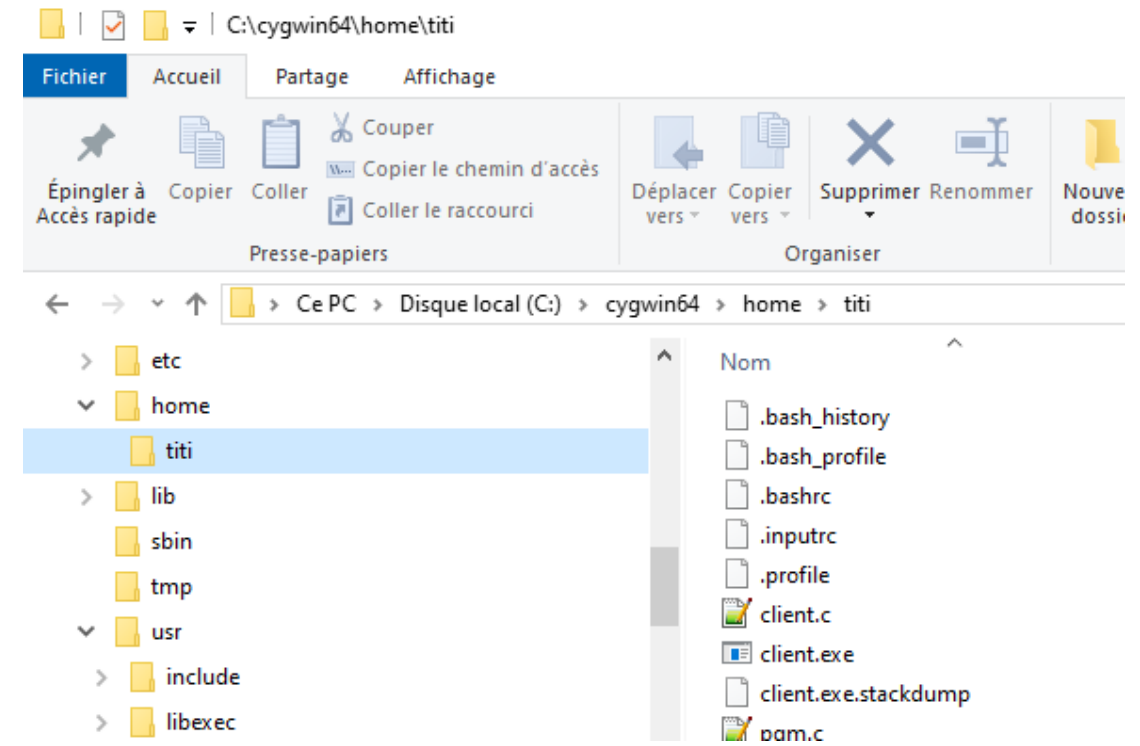 C:\cygwin64\home\titi
Fichier Accueil Partage Affichage
Épingler à Accès rapide
Copier
Coller
Couper
Copier le chemin d'accès
Coller le raccourci
Presse-papiers
Déplacer vers
Copier vers
Supprimer
Renommer
Organiser
Nouve
dossi
Ce PC > Disque local (C:) > cygwin64 > home > titi
etc
home
titi
lib
sbin
tmp
usr
include
libexec
Nom
.bash_history
.bash_profile
.bashrc
.inputrc
.profile
client.c
client.exe
client.exe.stackdump
pgm.c